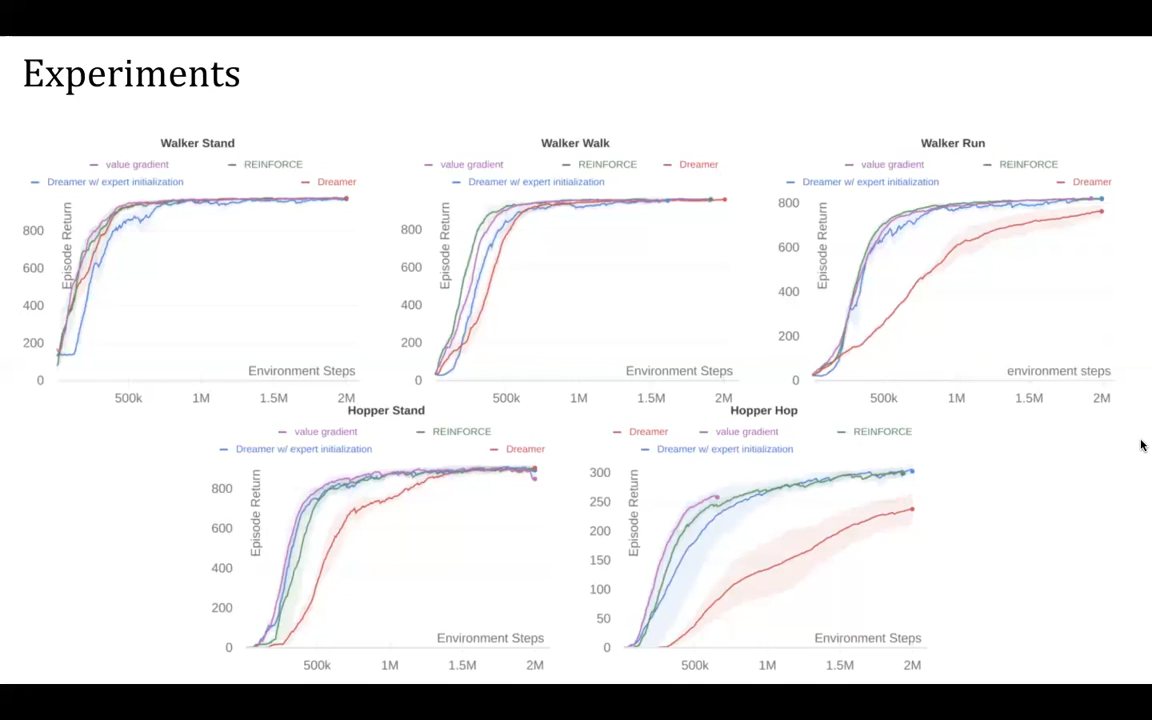 Experiments
Walker Stand
value gradient REINFORCE
Dreamer w/ expert initialization Dreamer
Episode Return
800
600
400
200
0
Environment Steps
500k 1M 1.5M 2M
Walker Walk
value gradient REINFORCE Dreamer
Dreamer w/ expert initialization
Episode Return
800
600
400
200
0
Environment Steps
500k 1M 1.5M 2M
Walker Run
value gradient REINFORCE
Dreamer w/ expert initialization Dreamer
Episode Return
800
600
400
200
0
environment steps
500k 1M 1.5M 2M
Hopper Stand
value gradient REINFORCE
Dreamer w/ expert initialization Dreamer
Episode Return
800
600
400
200
0
Environment Steps
500k 1M 1.5M 2M
Hopper Hop
Dreamer value gradient REINFORCE
Dreamer w/ expert initialization
Episode Return
300
250
200
150
100
50
0
Environment Steps
500k 1M 1.5M 2M